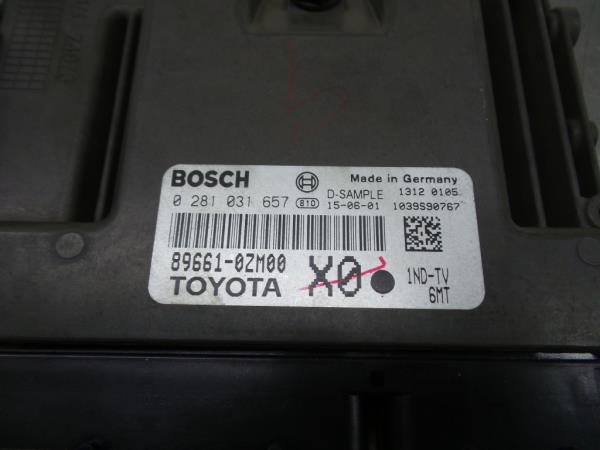 BOSCH
D-SAMPLE
Made in Germany
0 281 031 657 810
15-06-01
1312 0105
1039S90767
89661-0ZM00
TOYOTA
X0
1ND-TV
6MT